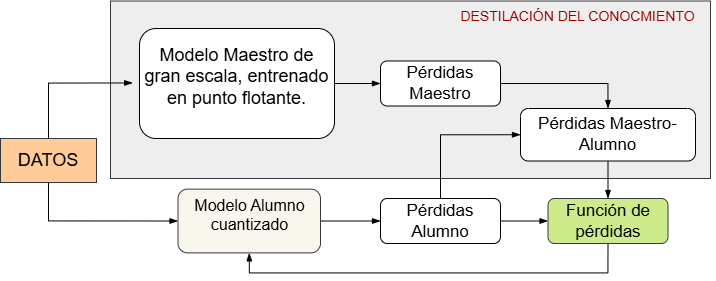 DESTILACIÓN DEL CONOCMIENTO
Modelo Maestro de
gran escala, entrenado
en punto flotante.
Pérdidas
Maestro
Pérdidas Maestro-
Alumno
DATOS
Modelo Alumno
cuantizado
Pérdidas
Alumno
Función de
pérdidas